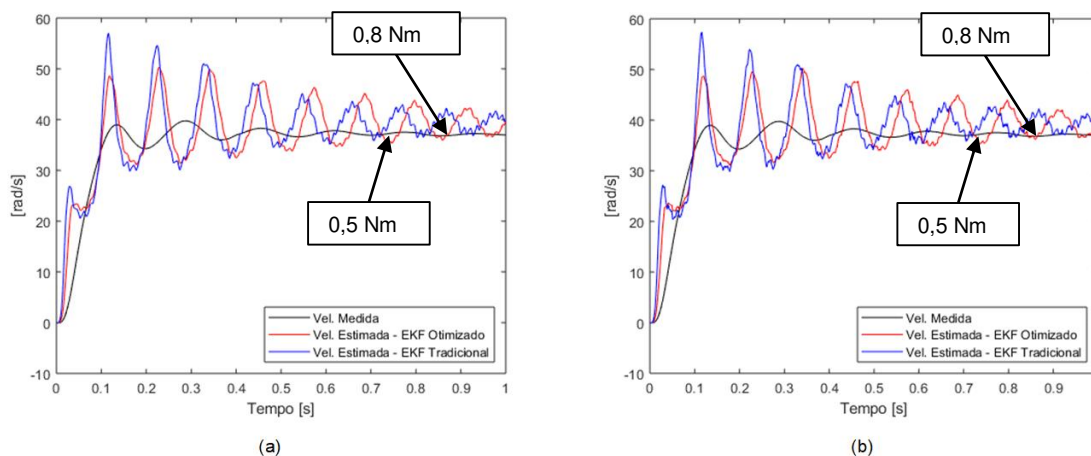 60
50
40
30
20
10
0
-10
[rad/s]
0,8 Nm
0,5 Nm
Vel. Medida
Vel. Estimada - EKF Otimizado
Vel. Estimada - EKF Tradicional
0 0.1 0.2 0.3 0.4 0.5 0.6 0.7 0.8 0.9 1
Tempo [s]
(a)
60
50
40
30
20
10
0
-10
[rad/s]
0,8 Nm
0,5 Nm
Vel. Medida
Vel. Estimada - EKF Otimizado
Vel. Estimada - EKF Tradicional
0 0.1 0.2 0.3 0.4 0.5 0.6 0.7 0.8 0.9
Tempo [s]
(b)